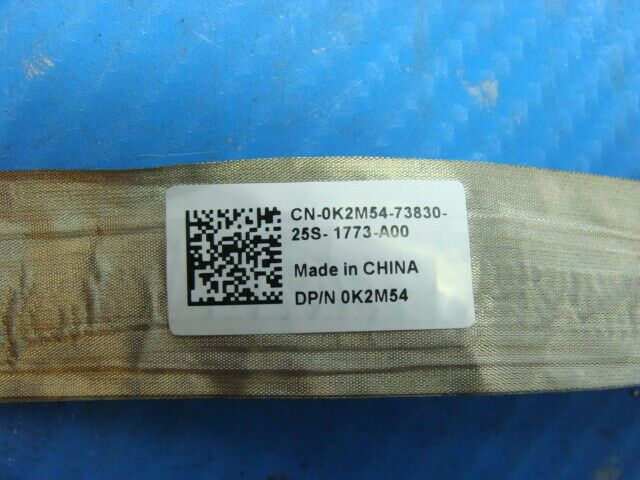 CN-0K2M54-73830-
25S- 1773-A00
Made in CHINA
DP/N 0K2M54